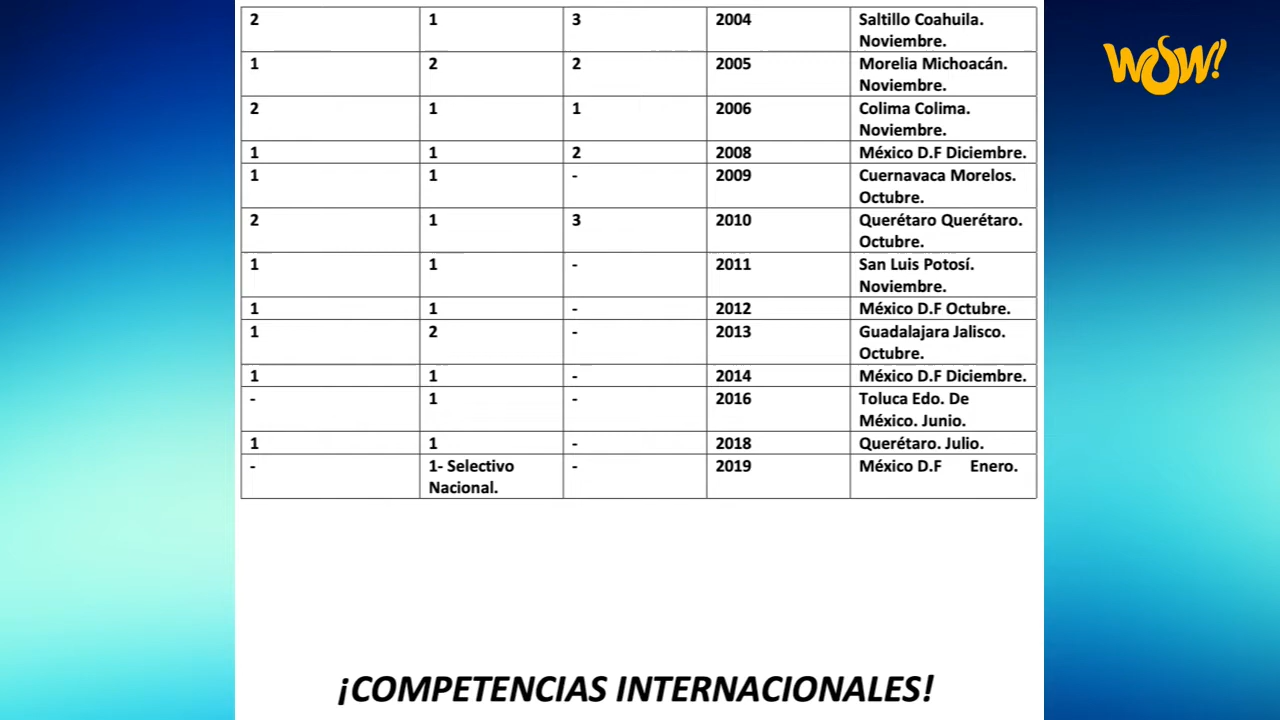 2 1 3 2004 Saltillo Coahuila.
Noviembre.
1 2 2 2005 Morelia Michoacán.
Noviembre.
2 1 1 2006 Colima Colima.
Noviembre.
1 1 2 2008 México D.F Diciembre.
1 1 - 2009 Cuernavaca Morelos.
Octubre.
2 1 3 2010 Querétaro Querétaro.
Octubre.
1 1 - 2011 San Luis Potosí.
Noviembre.
1 1 - 2012 México D.F Octubre.
1 2 - 2013 Guadalajara Jalisco.
Octubre.
1 1 - 2014 México D.F Diciembre.
- 1 - 2016 Toluca Edo. De
México. Junio.
1 1 - 2018 Querétaro. Julio.
- 1- Selectivo - 2019 México D.F Enero.
Nacional.
¡COMPETENCIAS INTERNACIONALES!
WOW!